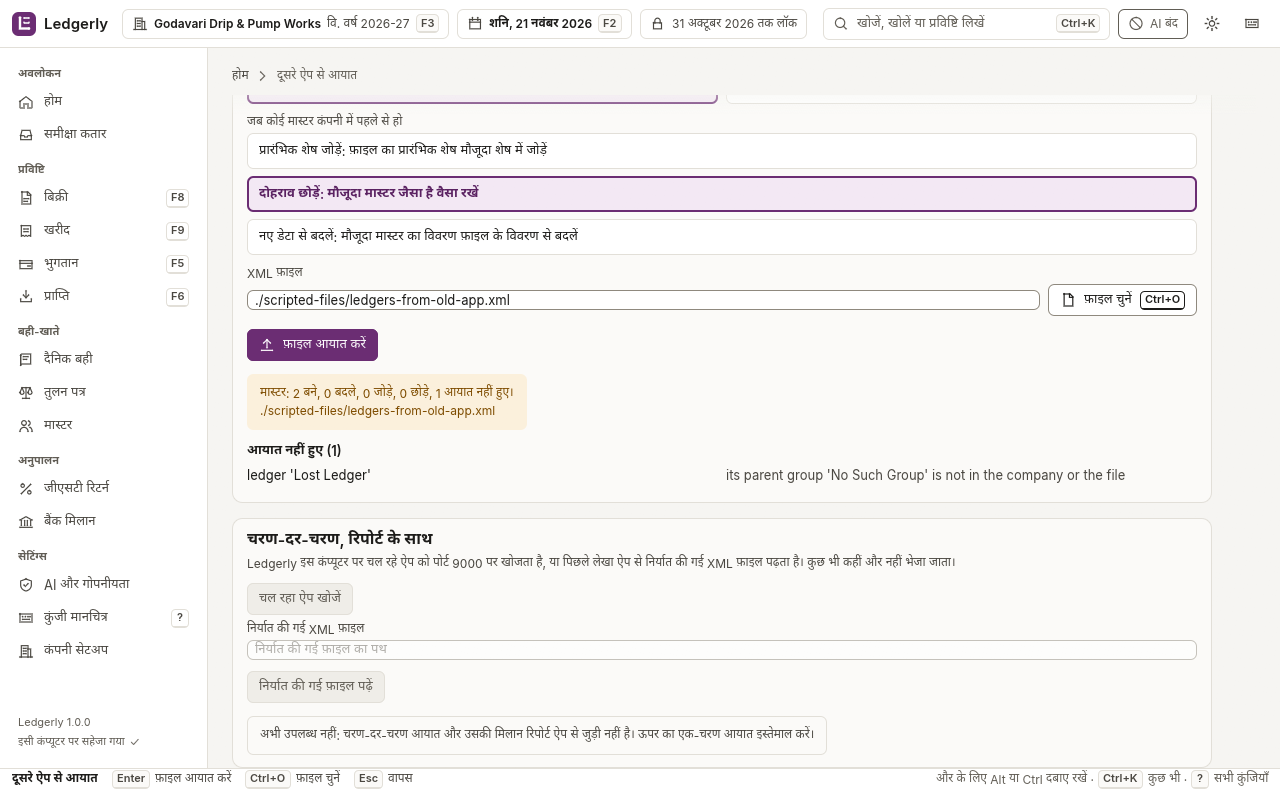 Ledgerly
Godavari Drip & Pump Works वि. वर्ष 2026-27 F3
शनि, 21 नवंबर 2026 F2
31 अक्टूबर 2026 तक लॉक
खोजें, खोलें या प्रविष्टि लिखें Ctrl+K
AI बंद
अवलोकन
होम
समीक्षा कतार
प्रविष्टि
बिक्री F8
खरीद F9
भुगतान F5
प्राप्ति F6
बही-खाते
दैनिक बही
तुलन पत्र
मास्टर
अनुपालन
जीएसटी रिटर्न
बैंक मिलान
सेटिंग्स
AI और गोपनीयता
कुंजी मानचित्र ?
कंपनी सेटअप
Ledgerly 1.0.0
इसी कंप्यूटर पर सहेजा गया
होम > दूसरे ऐप से आयात
जब कोई मास्टर कंपनी में पहले से हो
प्रारंभिक शेष जोड़ें: फ़ाइल का प्रारंभिक शेष मौजूदा शेष में जोड़ें
दोहराव छोड़ें: मौजूदा मास्टर जैसा है वैसा रखें
नए डेटा से बदलें: मौजूदा मास्टर का विवरण फ़ाइल के विवरण से बदलें
XML फ़ाइल
./scripted-files/ledgers-from-old-app.xml
फ़ाइल चुनें Ctrl+O
फ़ाइल आयात करें
मास्टर: 2 बने, 0 बदले, 0 जोड़े, 0 छोड़े, 1 आयात नहीं हुए।
./scripted-files/ledgers-from-old-app.xml
आयात नहीं हुए (1)
ledger 'Lost Ledger' its parent group 'No Such Group' is not in the company or the file
चरण-दर-चरण, रिपोर्ट के साथ
Ledgerly इस कंप्यूटर पर चल रहे ऐप को पोर्ट 9000 पर खोजता है, या पिछले लेखा ऐप से निर्यात की गई XML फ़ाइल पढ़ता है। कुछ भी कहीं और नहीं भेजा जाता।
चल रहा ऐप खोजें
निर्यात की गई XML फ़ाइल
निर्यात की गई फ़ाइल का पथ
निर्यात की गई फ़ाइल पढ़ें
अभी उपलब्ध नहीं: चरण-दर-चरण आयात और उसकी मिलान रिपोर्ट ऐप से जुड़ी नहीं है। ऊपर का एक-चरण आयात इस्तेमाल करें।
दूसरे ऐप से आयात Enter फ़ाइल आयात करें Ctrl+O फ़ाइल चुनें Esc वापस
और के लिए Alt या Ctrl दबाए रखें · Ctrl+K कुछ भी · ? सभी कुंजियाँ